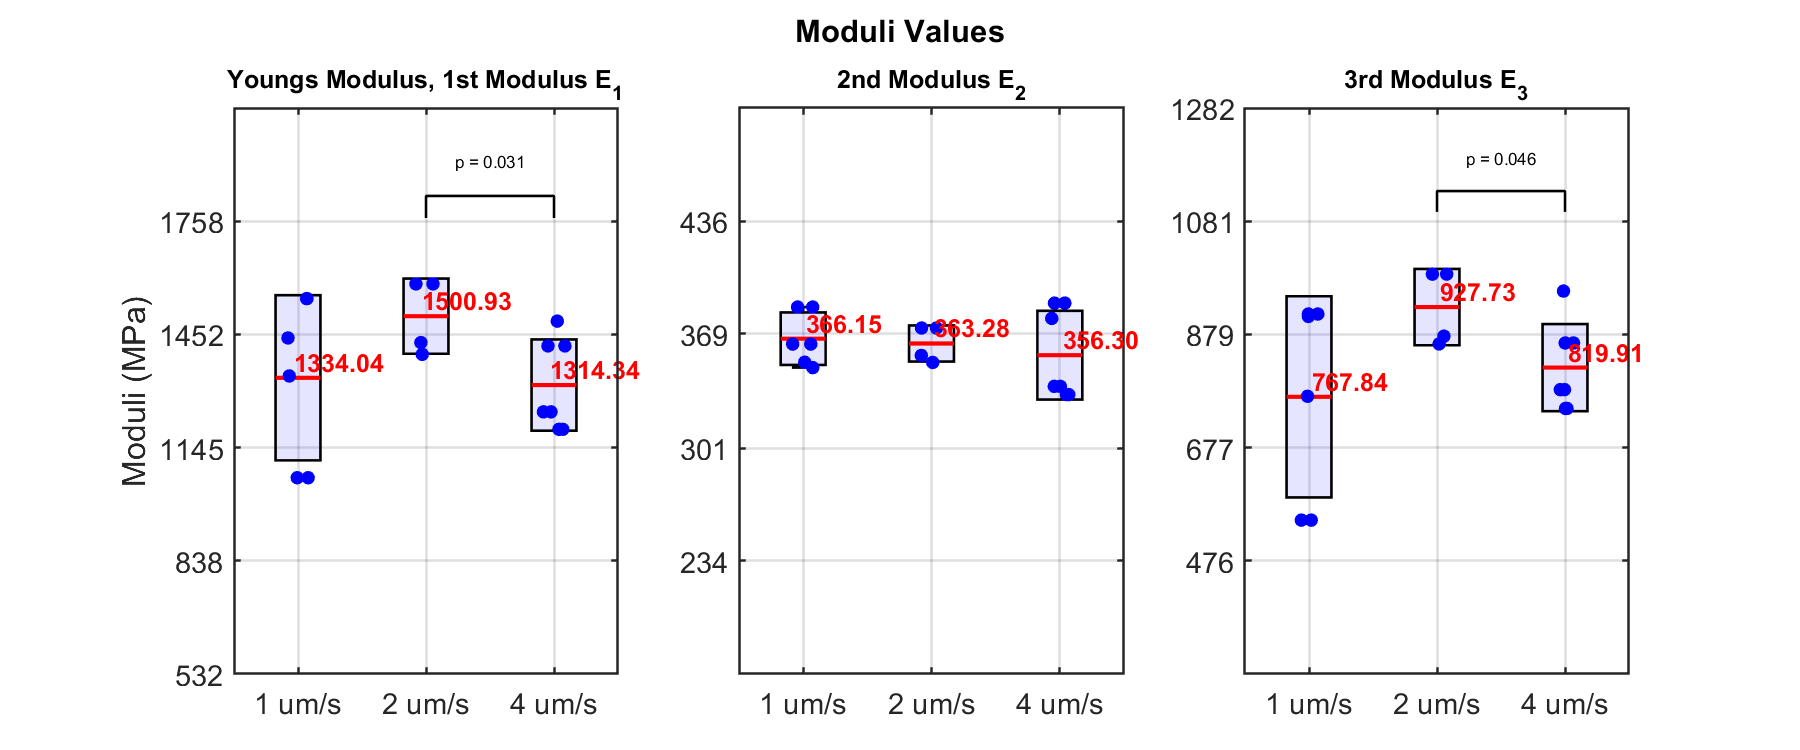 Moduli Values
Youngs Modulus, 1st Modulus E1
2nd Modulus E2
3rd Modulus E3
Moduli (MPa)
1758
1452
1145
838
532
p = 0.031
1334.04
1500.93
1314.34
1 um/s
2 um/s
4 um/s
436
369
301
234
366.15
363.28
356.30
1 um/s
2 um/s
4 um/s
1282
1081
879
677
476
p = 0.046
767.84
927.73
819.91
1 um/s
2 um/s
4 um/s